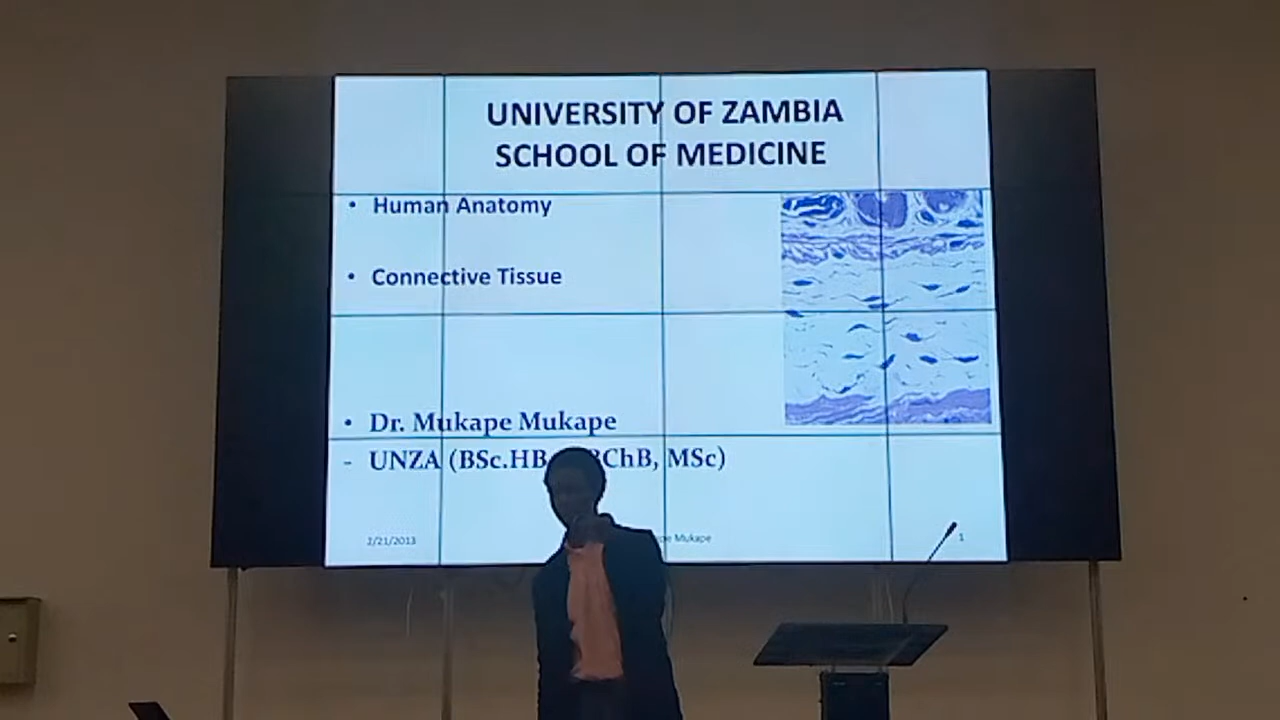 UNIVERSITY OF ZAMBIA
SCHOOL OF MEDICINE
• Human Anatomy
• Connective Tissue
• Dr. Mukape Mukape
- UNZA (BSc.HB ChB, MSc)
2/21/2013
Mukape
1